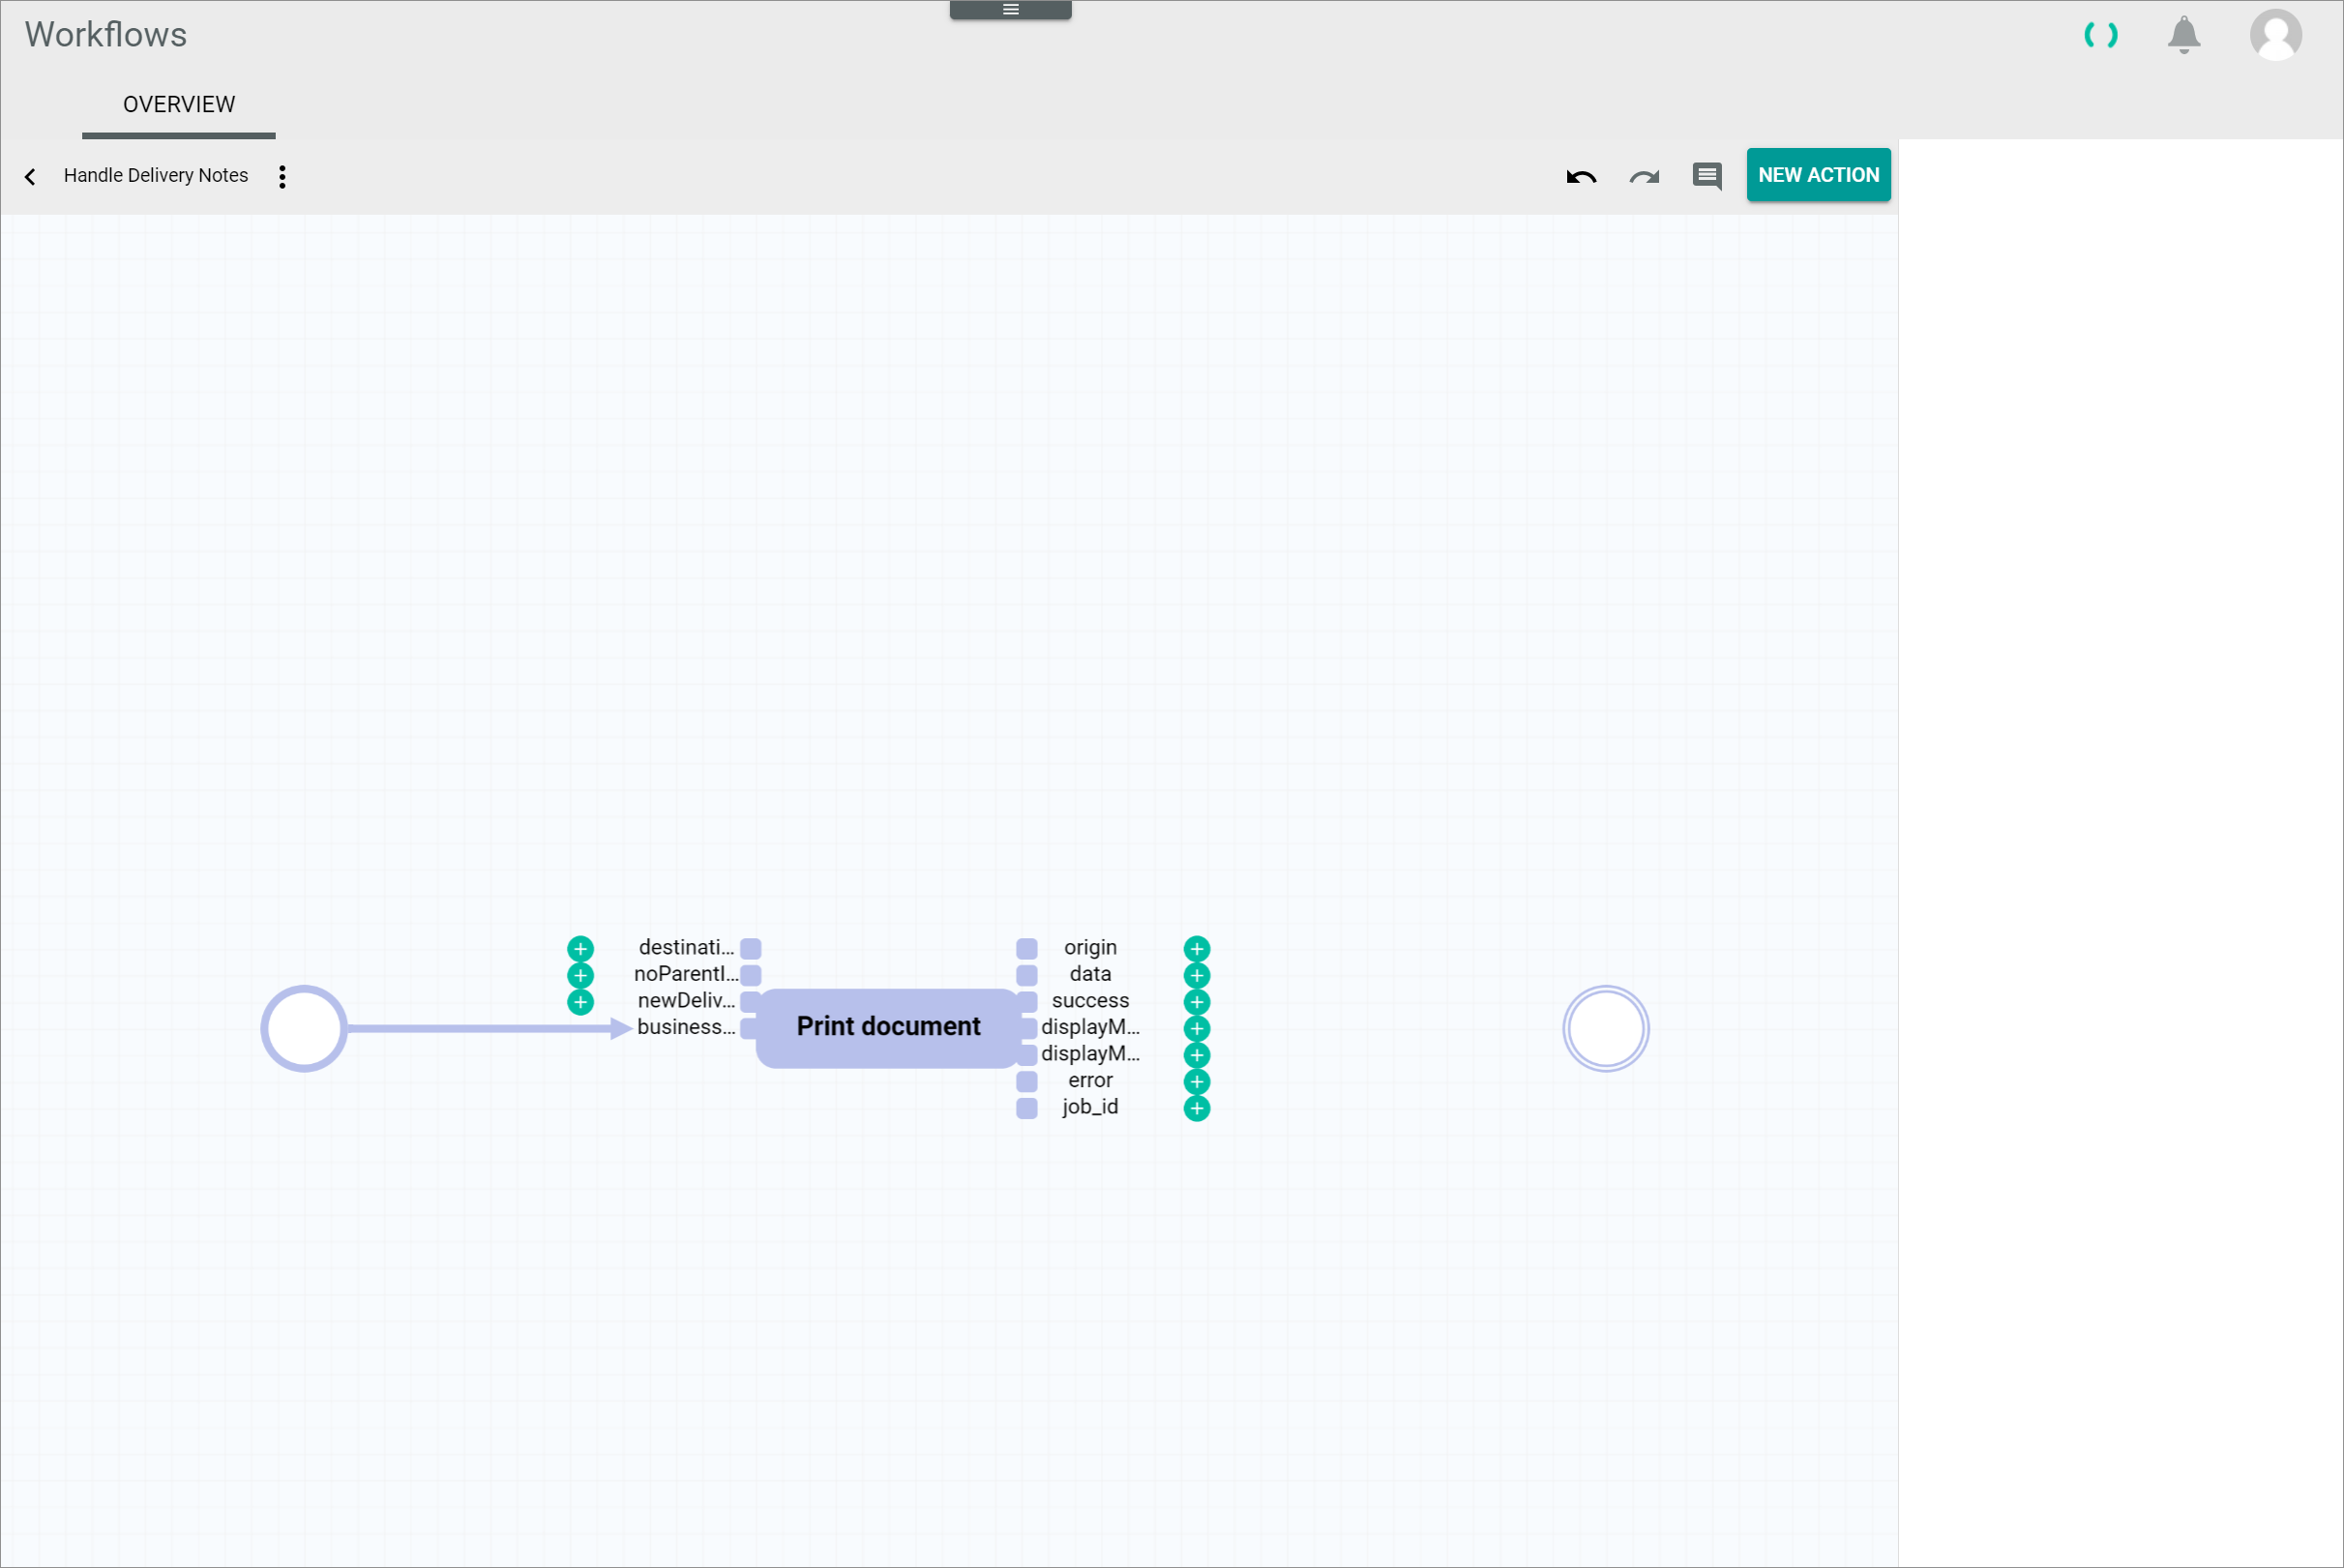 Workflows
OVERVIEW
Handle Delivery Notes
NEW ACTION
destinati...
noParentI...
newDeliv...
business...
Print document
origin
data
success
displayM...
displayM...
error
job_id